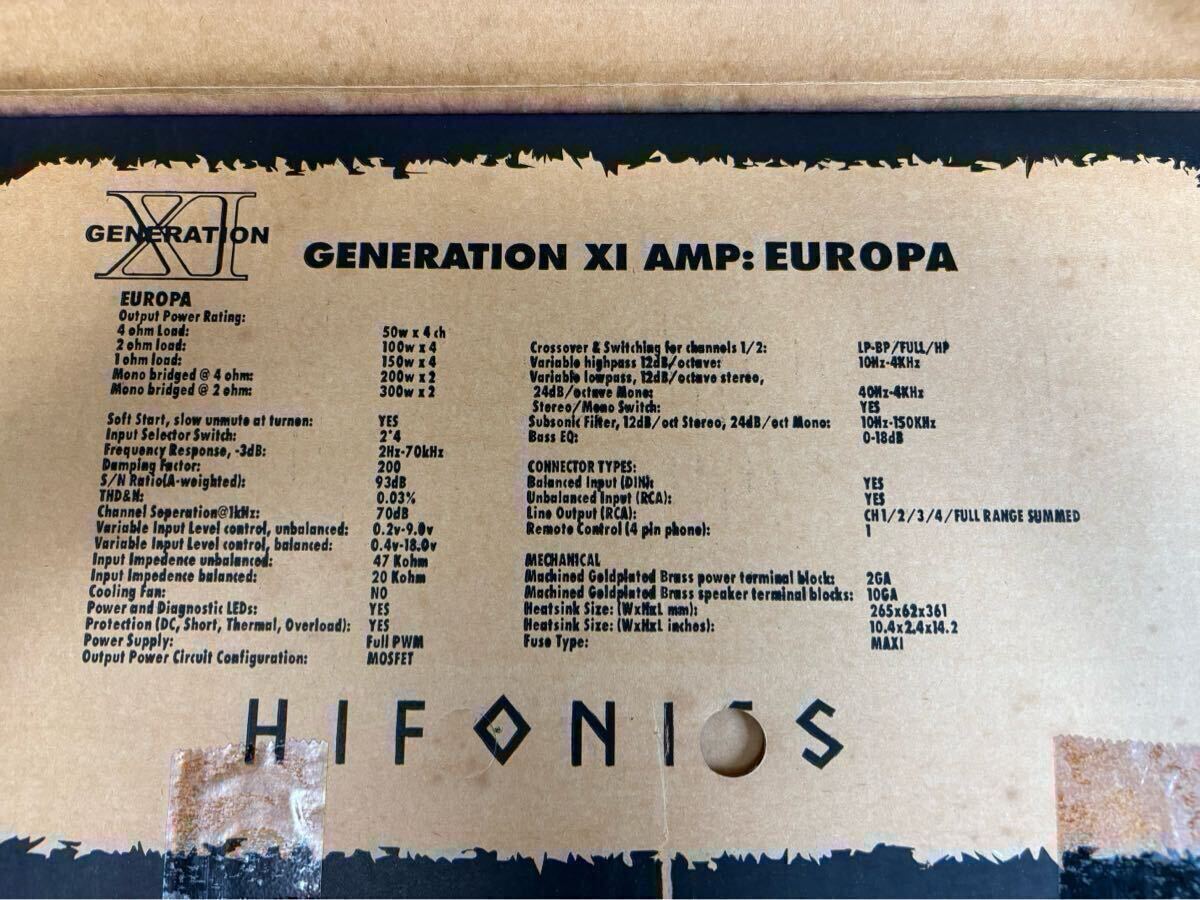 XI
GENERATION
GENERATION XI AMP: EUROPA
EUROPA
Output Power Rating:
4 ohm Load: 50w x 4 ch
2 ohm load: 100w x 4
1 ohm load: 150w x 4
Mono bridged @ 4 ohm: 200w x 2
Mono bridged @ 2 ohm: 300w x 2
Soft Start, slow unmute at turnon: YES
Input Selector Switch: 2*4
Frequency Response, -3dB: 2Hz-70kHz
Damping Factor: 200
S/N Ratio(A-weighted): 93dB
THD&N: 0.03%
Channel Seperation@1kHz: 70dB
Variable Input Level control, unbalanced: 0.2v-9.0v
Variable Input Level control, balanced: 0.4v-18.0v
Input Impedence unbalanced: 47 Kohm
Input Impedence balanced: 20 Kohm
Cooling Fan: NO
Power and Diagnostic LEDs: YES
Protection (DC, Short, Thermal, Overload): YES
Power Supply: Full PWM
Output Power Circuit Configuration: MOSFET
Crossover & Switching for channels 1/2: LP-BP/FULL/HP
Variable highpass 12dB/octave: 10Hz-4KHz
Variable lowpass, 12dB/octave stereo,
24dB/octave Mono: 40Hz-4KHz
Stereo/Mono Switch: YES
Subsonic Filter, 12dB/oct Stereo, 24dB/oct Mono: 10Hz-150KHz
Bass EQ: 0-18dB
CONNECTOR TYPES:
Balanced Input (DIN): YES
Unbalanced Input (RCA): YES
Line Output (RCA): CH1/2/3/4/FULL RANGE SUMMED
Remote Control (4 pin phone): 1
MECHANICAL
Machined Goldplated Brass power terminal block: 2GA
Machined Goldplated Brass speaker terminal blocks: 10GA
Heatsink Size: (WxHxL mm): 265x62x361
Heatsink Size: (WxHxL inches): 10.4x2.4x14.2
Fuse Type: MAXI
HIFONICS